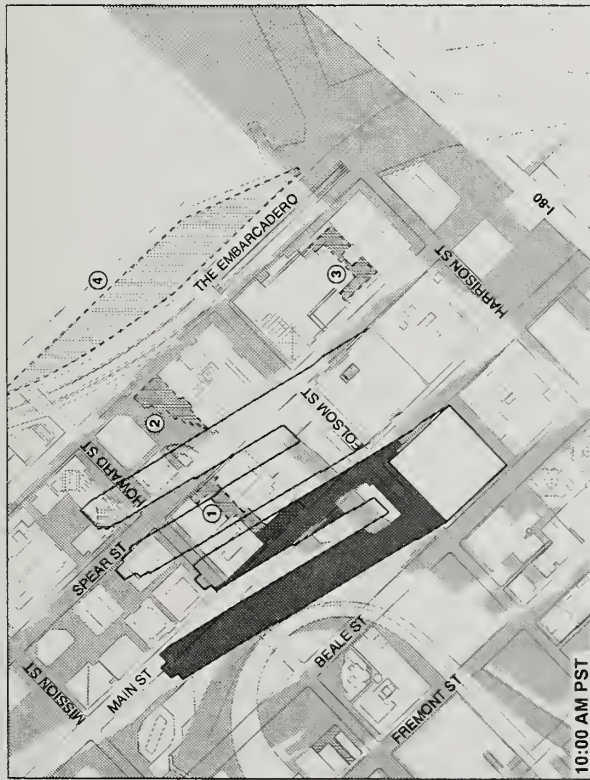 ④
THE EMBARCADERO
I-80
③
HARRISON ST
②
HOWARD ST
FOLSOM ST
①
SPEAR ST
MISSION ST
MAIN ST
BEALE ST
FREMONT ST
10:00 AM PST